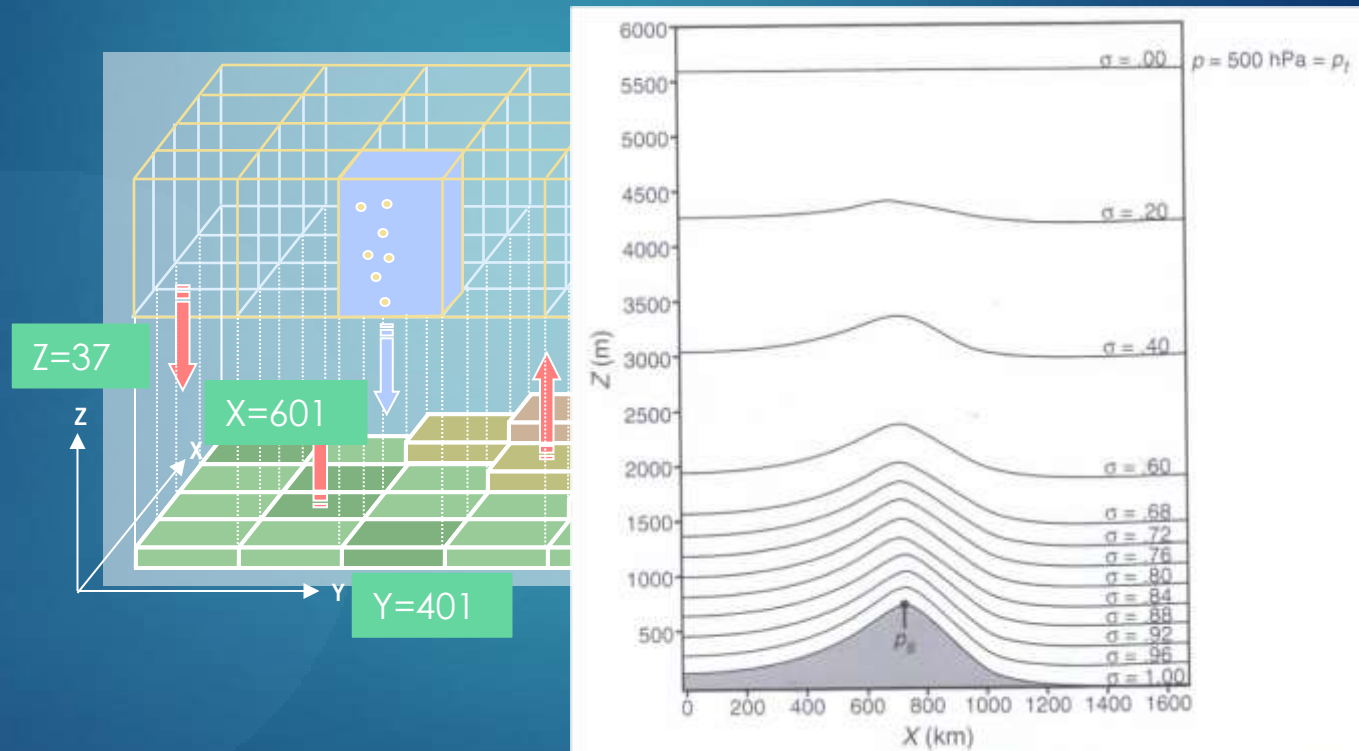 Z=37
Z
X=601
X
Y
Y=401
6000
5500
5000
4500
4000
3500
3000
2500
2000
1500
1000
500
Z (m)
σ = .00 p = 500 hPa = pt
σ = .20
σ = .40
σ = .60
σ = .68
σ = .72
σ = .76
σ = .80
σ = .84
σ = .88
σ = .92
σ = .96
σ = 1.00
ps
0 200 400 600 800 1000 1200 1400 1600
X (km)